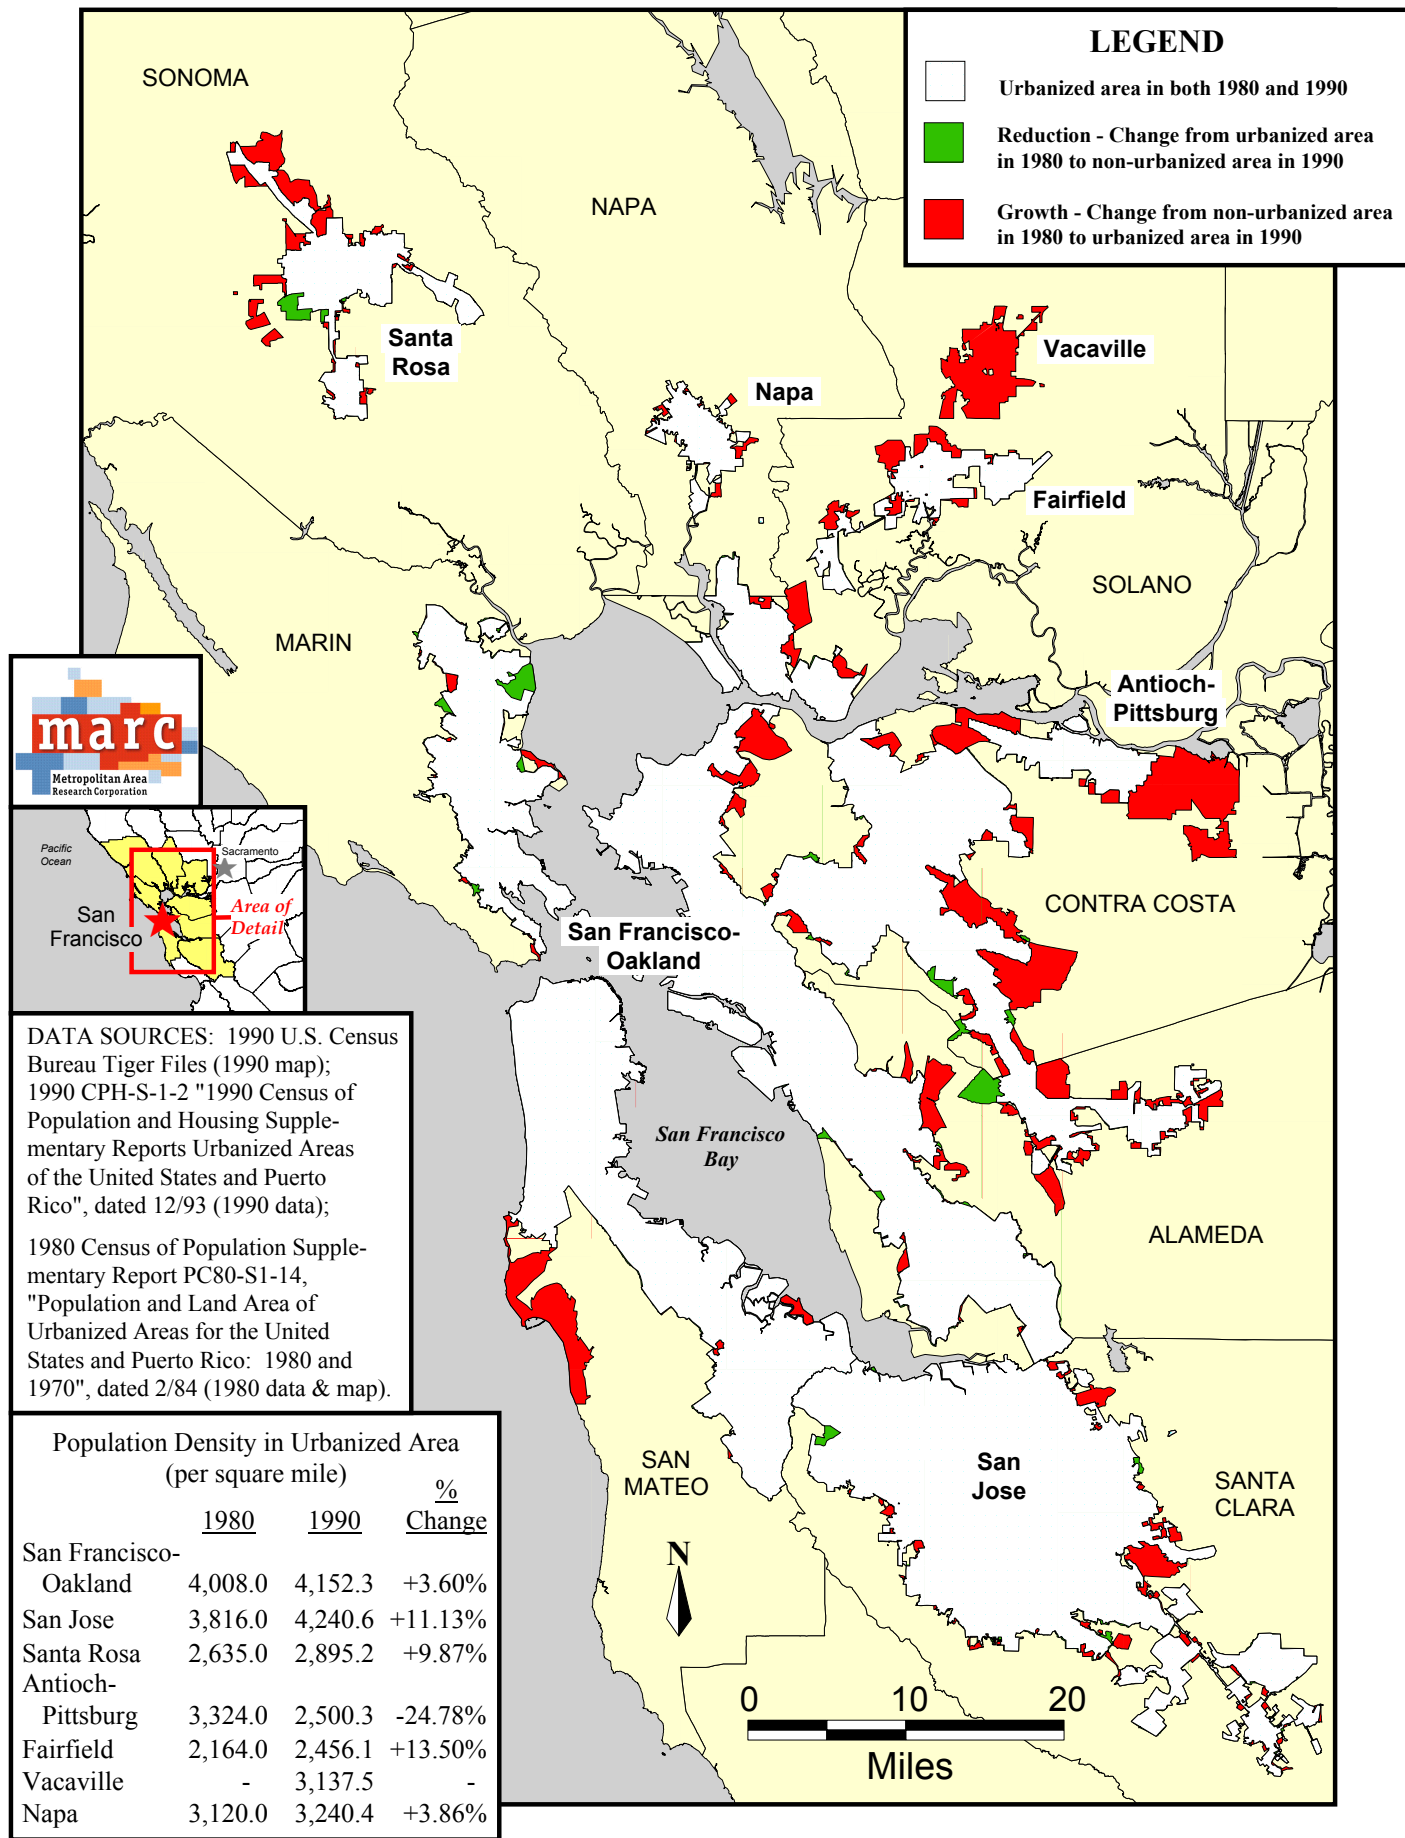 LEGEND
Urbanized area in both 1980 and 1990
Reduction - Change from urbanized area
in 1980 to non-urbanized area in 1990
Growth - Change from non-urbanized area
in 1980 to urbanized area in 1990
SONOMA
NAPA
Santa
Rosa
Napa
Vacaville
Fairfield
SOLANO
MARIN
Antioch-
Pittsburg
marc
Metropolitan Area
Research Corporation
Pacific
Ocean
Sacramento
San
Francisco
Area of
Detail
CONTRA COSTA
San Francisco-
Oakland
San Francisco
Bay
ALAMEDA
DATA SOURCES: 1990 U.S. Census
Bureau Tiger Files (1990 map);
1990 CPH-S-1-2 "1990 Census of
Population and Housing Supple-
mentary Reports Urbanized Areas
of the United States and Puerto
Rico", dated 12/93 (1990 data);
1980 Census of Population Supple-
mentary Report PC80-S1-14,
"Population and Land Area of
Urbanized Areas for the United
States and Puerto Rico: 1980 and
1970", dated 2/84 (1980 data & map).
SAN
MATEO
San
Jose
SANTA
CLARA
N
0 10 20
Miles
Population Density in Urbanized Area
(per square mile)
%
1980 1990 Change
San Francisco-
Oakland 4,008.0 4,152.3 +3.60%
San Jose 3,816.0 4,240.6 +11.13%
Santa Rosa 2,635.0 2,895.2 +9.87%
Antioch-
Pittsburg 3,324.0 2,500.3 -24.78%
Fairfield 2,164.0 2,456.1 +13.50%
Vacaville - 3,137.5 -
Napa 3,120.0 3,240.4 +3.86%